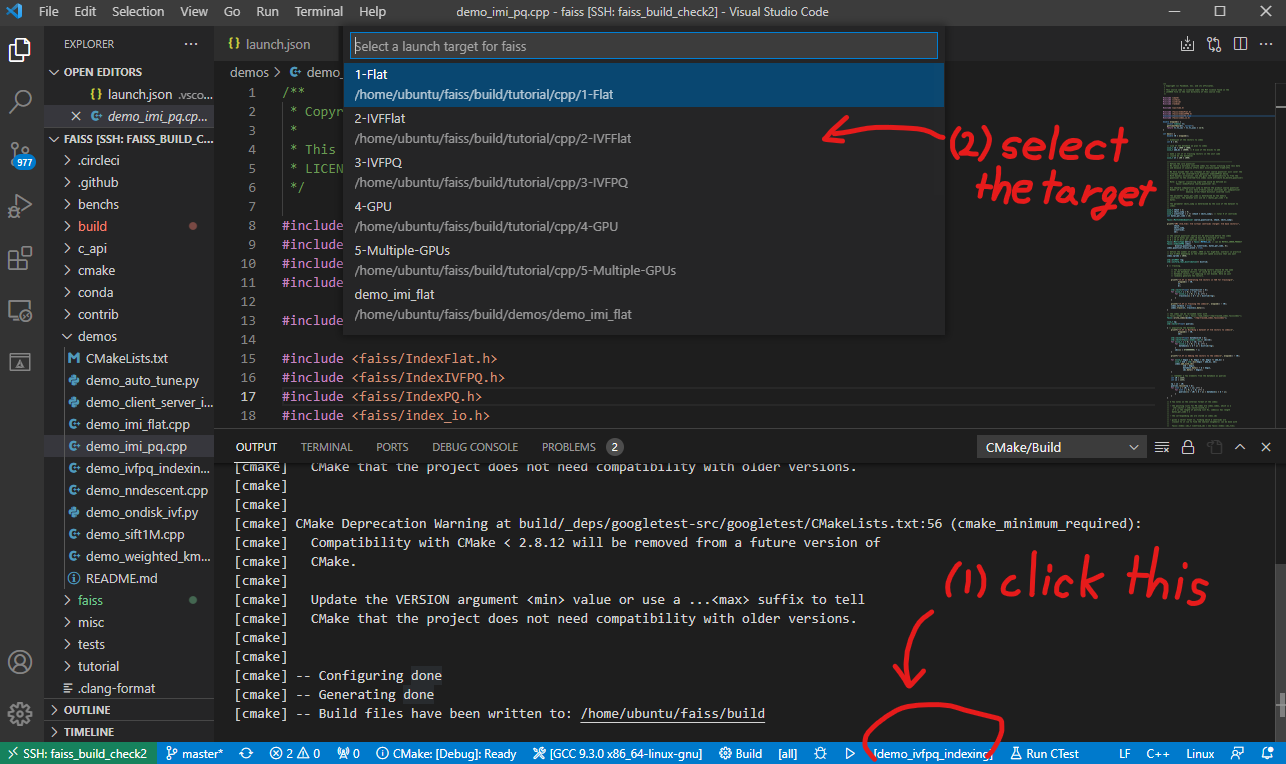 File Edit Selection View Go Run Terminal Help
demo_imi_pq.cpp - faiss [SSH: faiss_build_check2] - Visual Studio Code
EXPLORER
OPEN EDITORS
launch.json .vsco...
demo_imi_pq.cp...
FAISS [SSH: FAISS_BUILD_C...
.circleci
.github
benchs
build
c_api
cmake
conda
contrib
demos
CMakeLists.txt
demo_auto_tune.py
demo_client_server_i...
demo_imi_flat.cpp
demo_imi_pq.cpp
demo_ivfpq_indexin...
demo_nndescent.cpp
demo_ondisk_ivf.py
demo_sift1M.cpp
demo_weighted_km...
README.md
faiss
misc
tests
tutorial
.clang-format
OUTLINE
TIMELINE
977
launch.json
demos > demo_
Select a launch target for faiss
1-Flat
/home/ubuntu/faiss/build/tutorial/cpp/1-Flat
2-IVFFlat
/home/ubuntu/faiss/build/tutorial/cpp/2-IVFFlat
3-IVFPQ
/home/ubuntu/faiss/build/tutorial/cpp/3-IVFPQ
4-GPU
/home/ubuntu/faiss/build/tutorial/cpp/4-GPU
5-Multiple-GPUs
/home/ubuntu/faiss/build/tutorial/cpp/5-Multiple-GPUs
demo_imi_flat
/home/ubuntu/faiss/build/demos/demo_imi_flat
(2) select
the target
1 /**
2 * Copyr
3 *
4 * This
5 * LICEN
6 */
7
8 #include
9 #include
10 #include
11 #include
12
13 #include
14
15 #include <faiss/IndexFlat.h>
16 #include <faiss/IndexIVFPQ.h>
17 #include <faiss/IndexPQ.h>
18 #include <faiss/index_io.h>
OUTPUT TERMINAL PORTS DEBUG CONSOLE PROBLEMS 2 CMake/Build
[cmake] CMake that the project does not need compatibility with older versions.
[cmake]
[cmake]
[cmake] CMake Deprecation Warning at build/_deps/googletest-src/googletest/CMakeLists.txt:56 (cmake_minimum_required):
[cmake] Compatibility with CMake < 2.8.12 will be removed from a future version of
[cmake] CMake.
[cmake]
[cmake] Update the VERSION argument <min> value or use a ...<max> suffix to tell
[cmake] CMake that the project does not need compatibility with older versions.
[cmake]
[cmake]
[cmake] -- Configuring done
[cmake] -- Generating done
[cmake] -- Build files have been written to: /home/ubuntu/faiss/build
(1) click this
SSH: faiss_build_check2 master* 2 0 0 CMake: [Debug]: Ready [GCC 9.3.0 x86_64-linux-gnu] Build [all] [demo_ivfpq_indexing] Run CTest LF C++ Linux